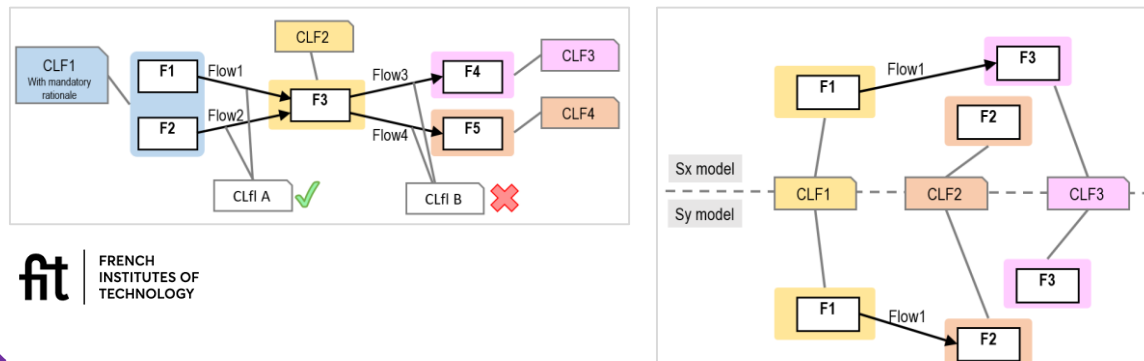 CLF1
With mandatory
rationale
F1
F2
Flow1
Flow2
CLF2
F3
Flow3
Flow4
F4
F5
CLF3
CLF4
CLfl A
CLfl B
FRENCH
fit INSTITUTES OF
TECHNOLOGY
F1
Flow1
F3
F2
Sx model
CLF1
CLF2
CLF3
Sy model
F1
Flow1
F2
F3